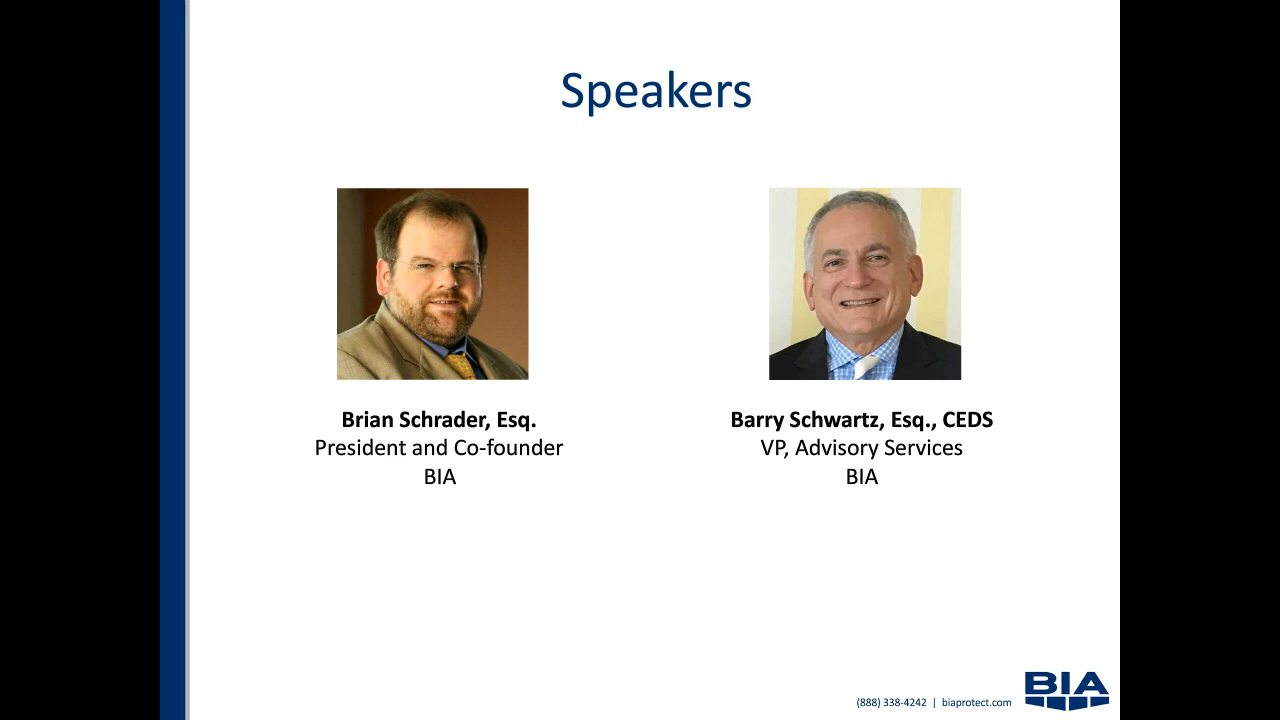 Speakers
Brian Schrader, Esq.
President and Co-founder
BIA
Barry Schwartz, Esq., CEDS
VP, Advisory Services
BIA
(888) 338-4242 | biaprotect.com
BIA